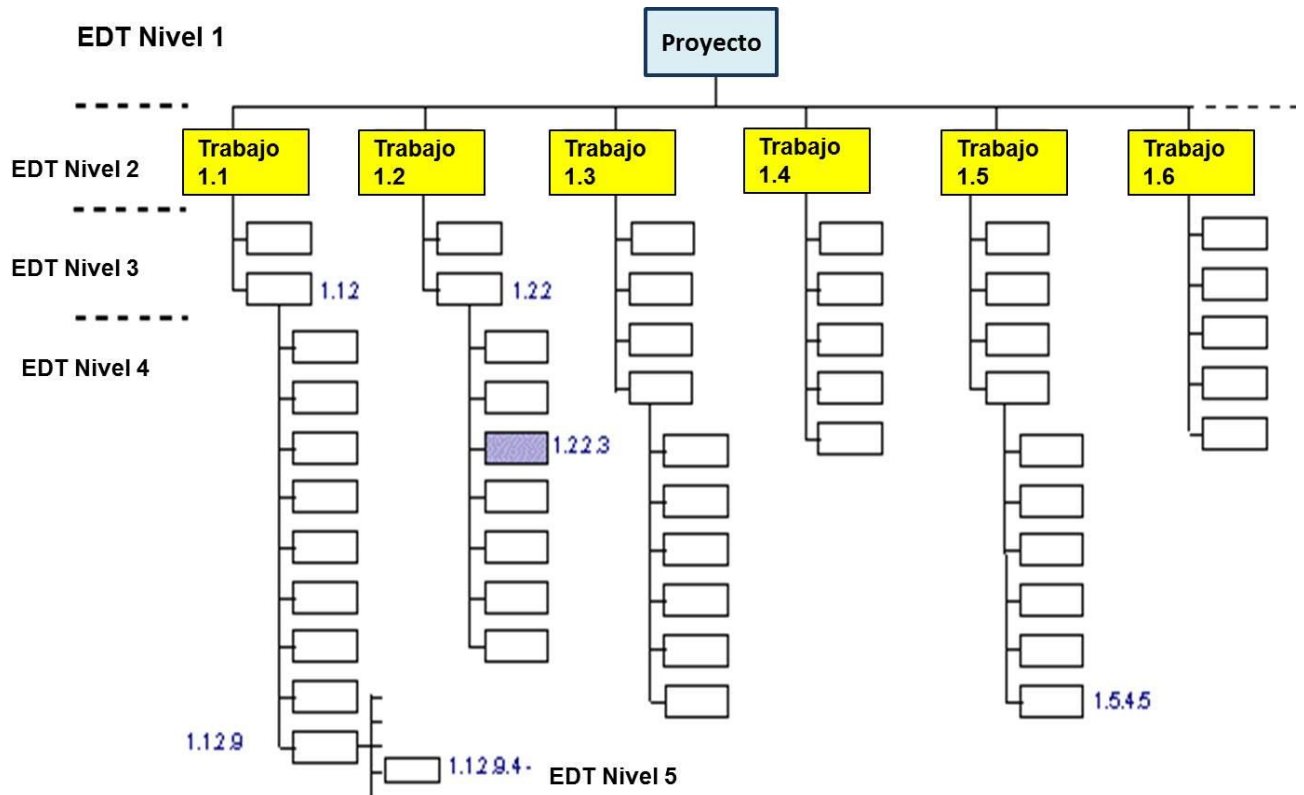 EDT Nivel 1
Proyecto
EDT Nivel 2
Trabajo
1.1
Trabajo
1.2
Trabajo
1.3
Trabajo
1.4
Trabajo
1.5
Trabajo
1.6
EDT Nivel 3
1.1.2
1.2.2
EDT Nivel 4
1.2.2.3
1.5.4.5
1.1.2.9
1.1.2.9.4 -
EDT Nivel 5